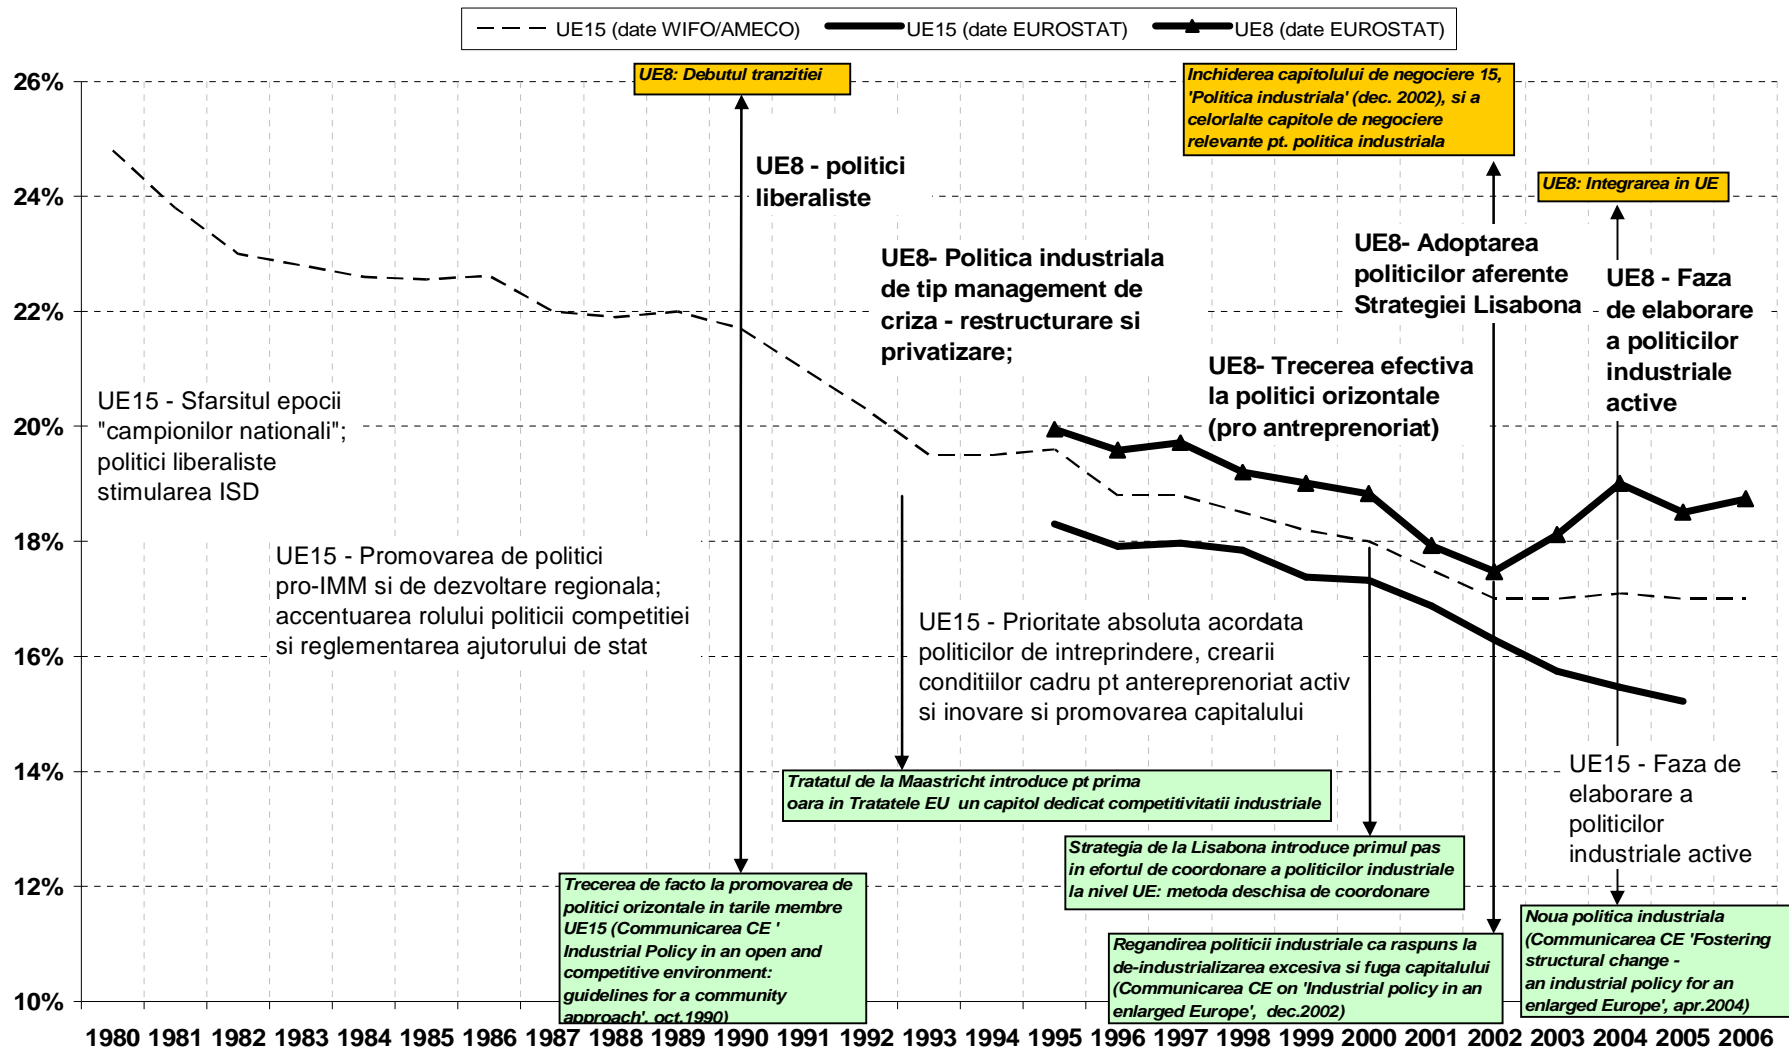 UE15 (date WIFO/AMECO) UE15 (date EUROSTAT) UE8 (date EUROSTAT)
26%
24%
22%
20%
18%
16%
14%
12%
10%
UE8: Debutul tranzitiei
Inchiderea capitolului de negociere 15,
'Politica industriala' (dec. 2002), si a
celorlalte capitole de negociere
relevante pt. politica industriala
UE8: Integrarea in UE
UE8 - politici
liberaliste
UE8- Politica industriala
de tip management de
criza - restructurare si
privatizare;
UE8- Adoptarea
politicilor aferente
Strategiei Lisabona
UE8 - Faza
de elaborare
a politicilor
industriale
active
UE8- Trecerea efectiva
la politici orizontale
(pro antreprenoriat)
UE15 - Sfarsitul epocii
"campionilor nationali";
politici liberaliste
stimularea ISD
UE15 - Promovarea de politici
pro-IMM si de dezvoltare regionala;
accentuarea rolului politicii competitiei
si reglementarea ajutorului de stat
UE15 - Prioritate absoluta acordata
politicilor de intreprindere, crearii
conditiilor cadru pt antereprenoriat activ
si inovare si promovarea capitalului
UE15 - Faza de
elaborare a
politicilor
industriale active
Tratatul de la Maastricht introduce pt prima
oara in Tratatele EU un capitol dedicat competitivitatii industriale
Strategia de la Lisabona introduce primul pas
in efortul de coordonare a politicilor industriale
la nivel UE: metoda deschisa de coordonare
Trecerea de facto la promovarea de
politici orizontale in tarile membre
UE15 (Communicarea CE '
Industrial Policy in an open and
competitive environment:
guidelines for a community
approach', oct.1990)
Regandirea politicii industriale ca raspuns la
de-industrializarea excesiva si fuga capitalului
(Communicarea CE on 'Industrial policy in an
enlarged Europe', dec.2002)
Noua politica industriala
(Communicarea CE 'Fostering
structural change -
an industrial policy for an
enlarged Europe', apr.2004)
1980 1981 1982 1983 1984 1985 1986 1987 1988 1989 1990 1991 1992 1993 1994 1995 1996 1997 1998 1999 2000 2001 2002 2003 2004 2005 2006